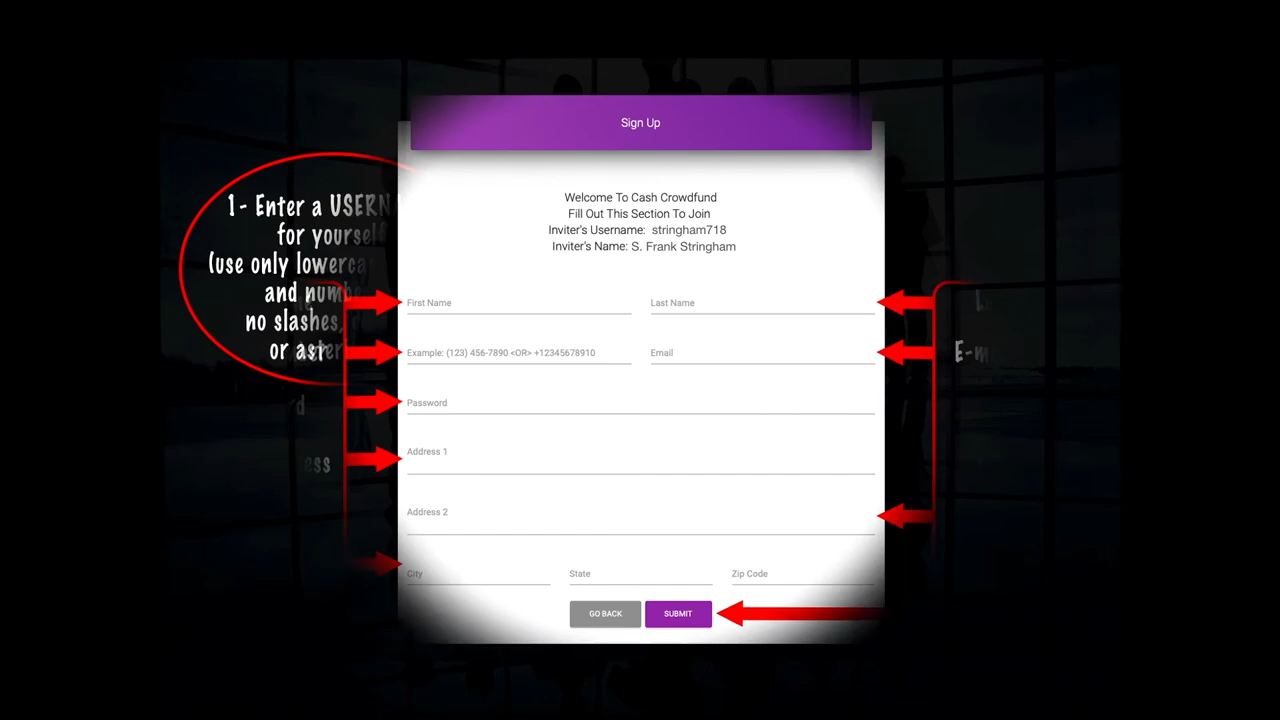 Sign Up
Welcome To Cash Crowdfund
Fill Out This Section To Join
Inviter's Username: stringham718
Inviter's Name: S. Frank Stringham
1- Enter a
for
(use only
and
no slashes,
or
First Name
Last Name
Example: (123) 456-7890 <OR> +12345678910
Email
Password
Address 1
Address 2
City
State
Zip Code
GO BACK
SUBMIT